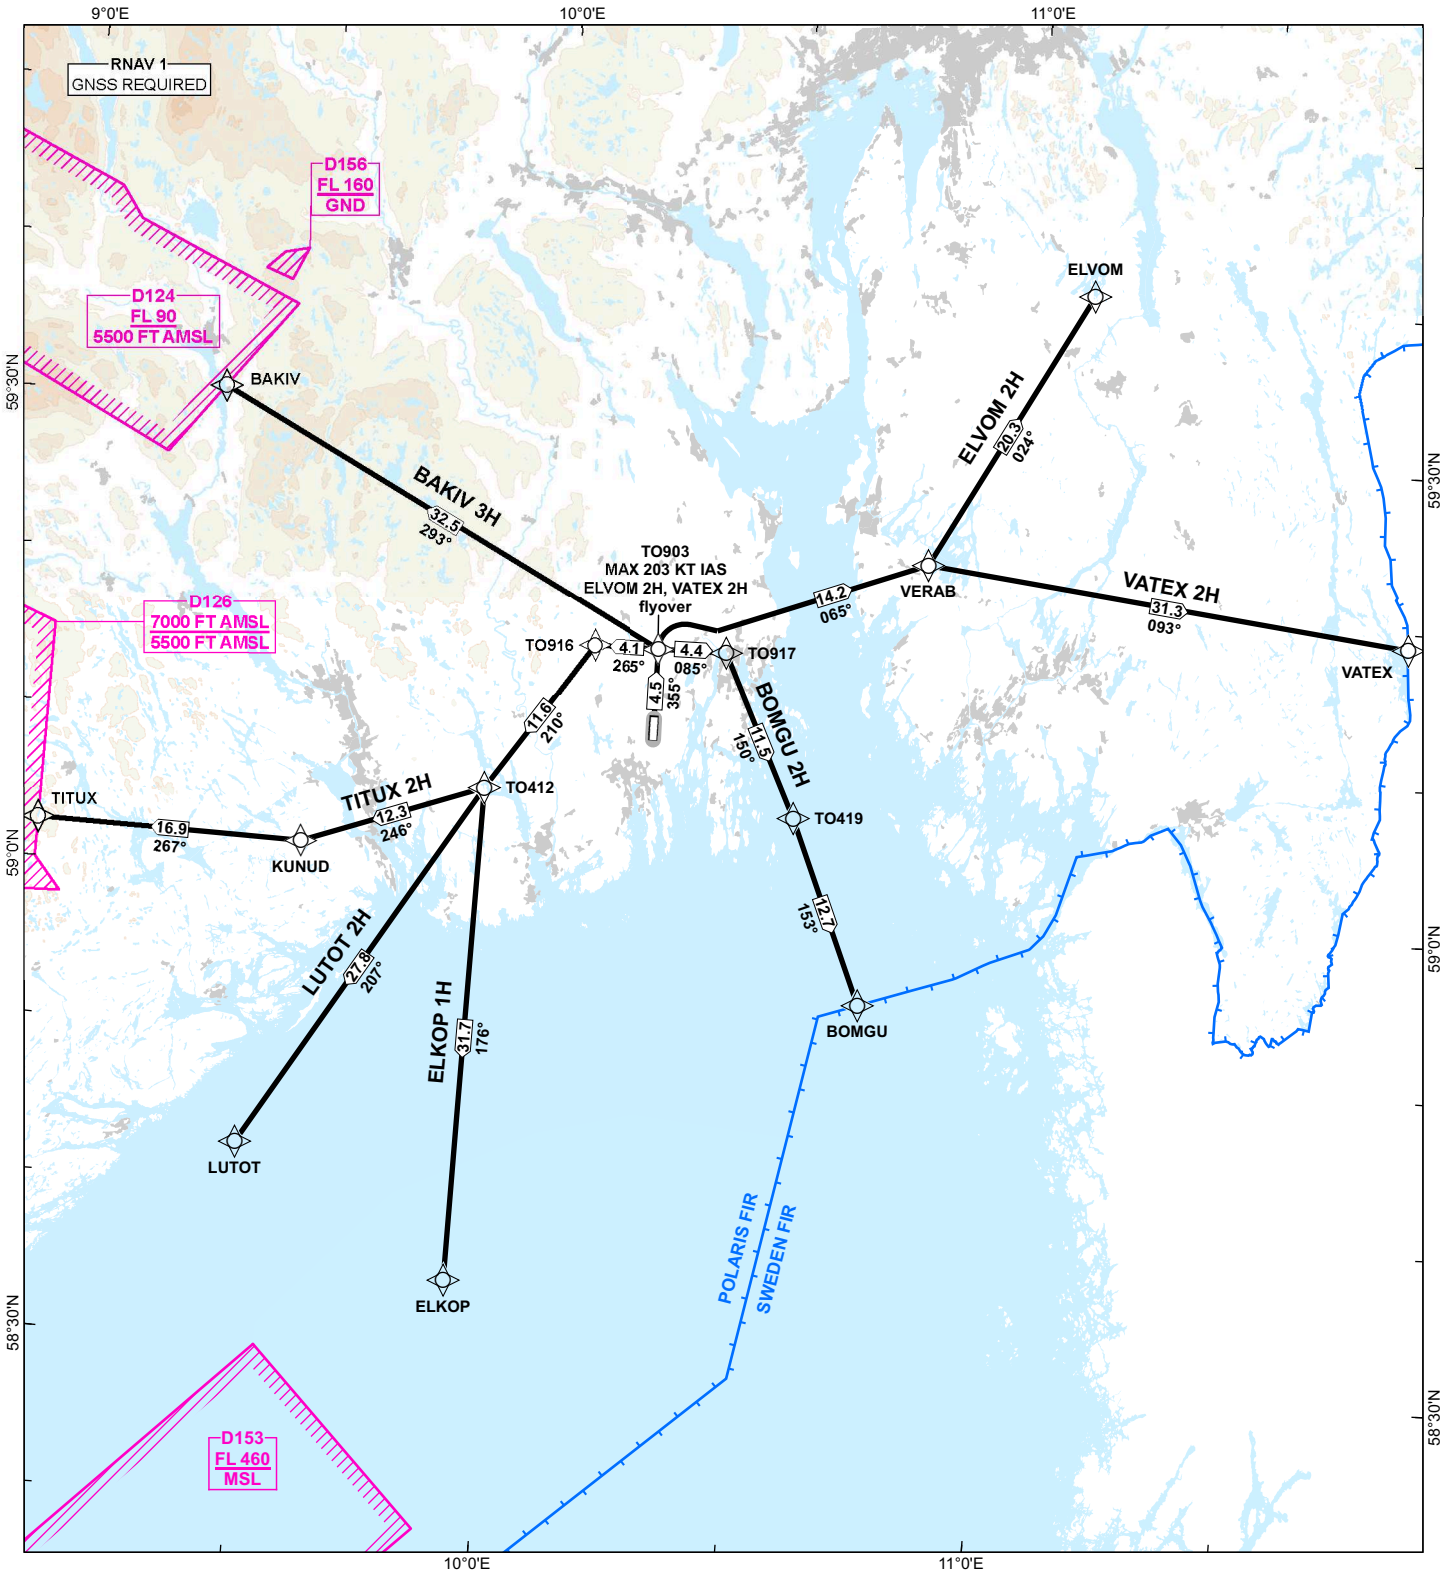 9°0'E
10°0'E
11°0'E
RNAV 1
GNSS REQUIRED
D156
FL 160
GND
ELVOM
D124
FL 90
5500 FT AMSL
59°30'N
BAKIV
ELVOM 2H
20.3
024°
59°30'N
BAKIV 3H
32.5
293°
TO903
MAX 203 KT IAS
ELVOM 2H, VATEX 2H
flyover
VERAB
14.2
065°
VATEX 2H
31.3
093°
D126
7000 FT AMSL
5500 FT AMSL
TO916
4.1
265°
4.4
085°
TO917
VATEX
4.5
355°
11.6
210°
BOMGU 2H
11.5
150°
TITUX
TITUX 2H
12.3
246°
TO412
TO419
16.9
267°
KUNUD
59°0'N
12.7
153°
LUTOT 2H
27.8
207°
59°0'N
ELKOP 1H
31.7
176°
BOMGU
LUTOT
POLARIS FIR
SWEDEN FIR
ELKOP
58°30'N
58°30'N
D153
FL 460
MSL
10°0'E
11°0'E